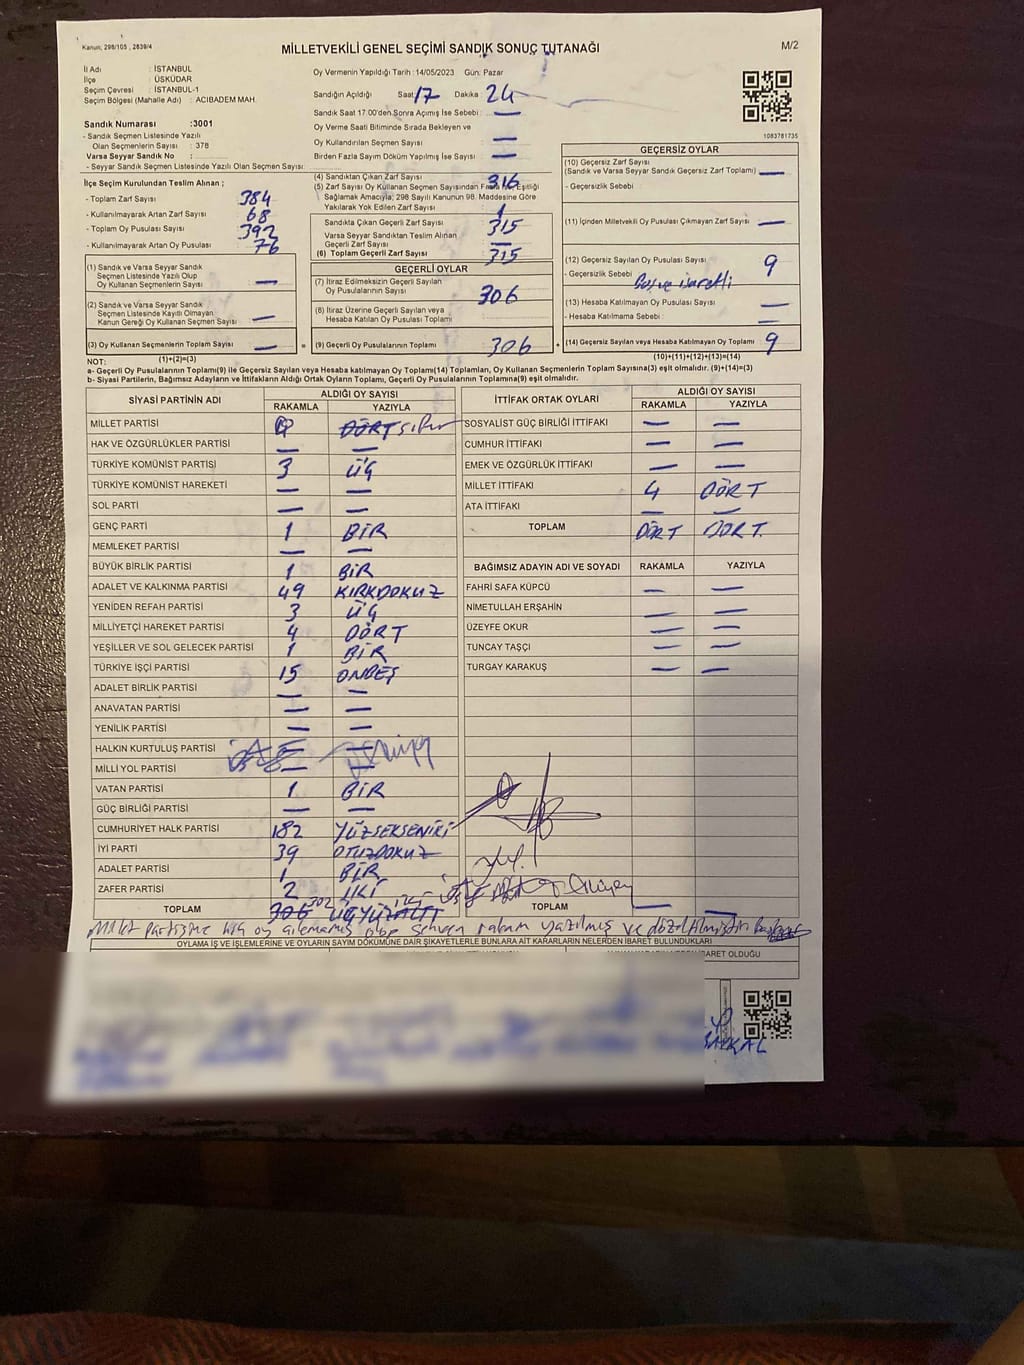 Kanun; 298/105 , 2839/4
MİLLETVEKİLİ GENEL SEÇİMİ SANDIK SONUÇ TUTANAĞI
M/2
İl Adı : İSTANBUL
İlçe : ÜSKÜDAR
Seçim Çevresi : İSTANBUL-1
Seçim Bölgesi (Mahalle Adı) : ACIBADEM MAH.
Oy Vermenin Yapıldığı Tarih :14/05/2023 Gün: Pazar
Sandığın Açıldığı Saat: 17 Dakika : 24
Sandık Saat 17.00'den Sonra Açımış İse Sebebi : —
Oy Verme Saati Bitiminde Sırada Bekleyen ve
Oy Kullandırılan Seçmen Sayısı : —
Birden Fazla Sayım Döküm Yapılmış İse Sayısı : —
1083781735
Sandık Numarası :3001
- Sandık Seçmen Listesinde Yazılı
Olan Seçmenlerin Sayısı : 378
Varsa Seyyar Sandık No :
- Seyyar Sandık Seçmen Listesinde Yazılı Olan Seçmen Sayısı:
İlçe Seçim Kurulundan Teslim Alınan ;
- Toplam Zarf Sayısı 384
- Kullanılmayarak Artan Zarf Sayısı 68
- Toplam Oy Pusulası Sayısı 392
- Kullanılmayarak Artan Oy Pusulası 76
(4) Sandıktan Çıkan Zarf Sayısı 316
(5) Zarf Sayısı Oy Kullanan Seçmen Sayısından Fazla İse, Eşitliği
Sağlamak Amacıyla; 298 Sayılı Kanunun 98. Maddesine Göre
Yakılarak Yok Edilen Zarf Sayısı : 1
Sandıkta Çıkan Geçerli Zarf Sayısı 315
Varsa Seyyar Sandıktan Teslim Alınan
Geçerli Zarf Sayısı —
(6) Toplam Geçerli Zarf Sayısı 315
GEÇERSİZ OYLAR
(10) Geçersiz Zarf Sayısı
(Sandık ve Varsa Seyyar Sandık Geçersiz Zarf Toplamı) —
- Geçersizlik Sebebi
(11) İçinden Milletvekili Oy Pusulası Çıkmayan Zarf Sayısı —
(12) Geçersiz Sayılan Oy Pusulası Sayısı 9
- Geçersizlik Sebebi : Boş ve işaretli
(13) Hesaba Katılmayan Oy Pusulası Sayısı —
- Hesaba Katılmama Sebebi : —
(14) Geçersiz Sayılan veya Hesaba Katılmayan Oy Toplamı 9
(10)+(11)+(12)+(13)=(14)
(1) Sandık ve Varsa Seyyar Sandık
Seçmen Listesinde Yazılı Olup
Oy Kullanan Seçmenlerin Sayısı : —
(2) Sandık ve Varsa Seyyar Sandık
Seçmen Listesinde Kayıtlı Olmayan
Kanun Gereği Oy Kullanan Seçmen Sayısı : —
(3) Oy Kullanan Seçmenlerin Toplam Sayısı —
(1)+(2)=(3)
GEÇERLİ OYLAR
(7) İtiraz Edilmeksizin Geçerli Sayılan
Oy Pusulalarının Sayısı 306
(8) İtiraz Üzerine Geçerli Sayılan veya
Hesaba Katılan Oy Pusulası Toplamı
= (9) Geçerli Oy Pusulalarının Toplamı 306 +
NOT:
a- Geçerli Oy Pusulaları Toplamı(9) İle Geçersiz Sayılan veya Hesaba katılmayan Oy Toplamı(14) Toplamları, Oy Kullanan Seçmenlerin Toplam Sayısına(3) eşit olmalıdır. (9)+(14)=(3)
b- Siyasi Partilerin, Bağımsız Adayların ve İttifakların Aldığı Ortak Oyların Toplamı, Geçerli Oy Pusulalarının Toplamına(9) eşit olmalıdır.
SİYASİ PARTİNİN ADI ALDIĞI OY SAYISI
RAKAMLA YAZIYLA
MİLLET PARTİSİ 0 DÖRT sıfır
HAK VE ÖZGÜRLÜKLER PARTİSİ — —
TÜRKİYE KOMÜNİST PARTİSİ 3 ÜÇ
TÜRKİYE KOMÜNİST HAREKETİ — —
SOL PARTİ — —
GENÇ PARTİ 1 BİR
MEMLEKET PARTİSİ — —
BÜYÜK BİRLİK PARTİSİ 1 BİR
ADALET VE KALKINMA PARTİSİ 49 KIRKDOKUZ
YENİDEN REFAH PARTİSİ 3 ÜÇ
MİLLİYETÇİ HAREKET PARTİSİ 4 DÖRT
YEŞİLLER VE SOL GELECEK PARTİSİ 1 BİR
TÜRKİYE İŞÇİ PARTİSİ 15 ONBEŞ
ADALET BİRLİK PARTİSİ — —
ANAVATAN PARTİSİ — —
YENİLİK PARTİSİ — —
HALKIN KURTULUŞ PARTİSİ — —
MİLLİ YOL PARTİSİ — —
VATAN PARTİSİ 1 BİR
GÜÇ BİRLİĞİ PARTİSİ — —
CUMHURİYET HALK PARTİSİ 182 YÜZSEKSENİKİ
İYİ PARTİ 39 OTUZDOKUZ
ADALET PARTİSİ 1 BİR
ZAFER PARTİSİ 2 İKİ
TOPLAM 306 302 ÜÇYÜZALTI iki
İTTİFAK ORTAK OYLARI ALDIĞI OY SAYISI
RAKAMLA YAZIYLA
SOSYALİST GÜÇ BİRLİĞİ İTTİFAKI — —
CUMHUR İTTİFAKI — —
EMEK VE ÖZGÜRLÜK İTTİFAKI — —
MİLLET İTTİFAKI 4 DÖRT
ATA İTTİFAKI — —
TOPLAM DÖRT DÖRT.
BAĞIMSIZ ADAYIN ADI VE SOYADI RAKAMLA YAZIYLA
FAHRİ SAFA KÜPCÜ — —
NİMETULLAH ERŞAHİN — —
ÜZEYFE OKUR — —
TUNCAY TAŞÇI — —
TURGAY KARAKUŞ — —
TOPLAM — —
Millet Partisine hiç oy çıkmamış olup sehven rakam yazılmış ve düzeltilmiştir
OYLAMA İŞ VE İŞLEMLERİNE VE OYLARIN SAYIM DÖKÜMÜNE DAİR ŞİKAYETLERLE BUNLARA AİT KARARLARIN NELERDEN İBARET BULUNDUKLARI
İBARET OLDUĞU